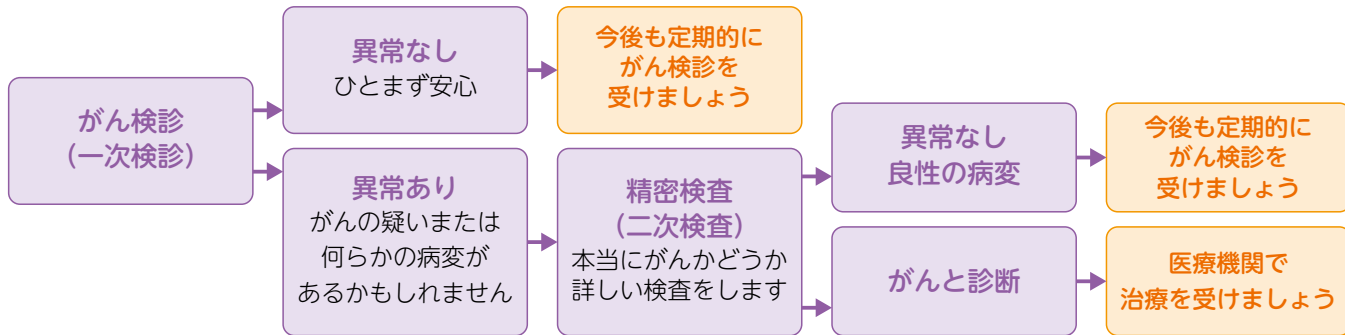 がん検診
(一次検診)
異常なし
ひとまず安心
今後も定期的に
がん検診を
受けましょう
異常あり
がんの疑いまたは
何らかの病変が
あるかもしれません
精密検査
(二次検査)
本当にがんかどうか
詳しい検査をします
異常なし
良性の病変
今後も定期的に
がん検診を
受けましょう
がんと診断
医療機関で
治療を受けましょう